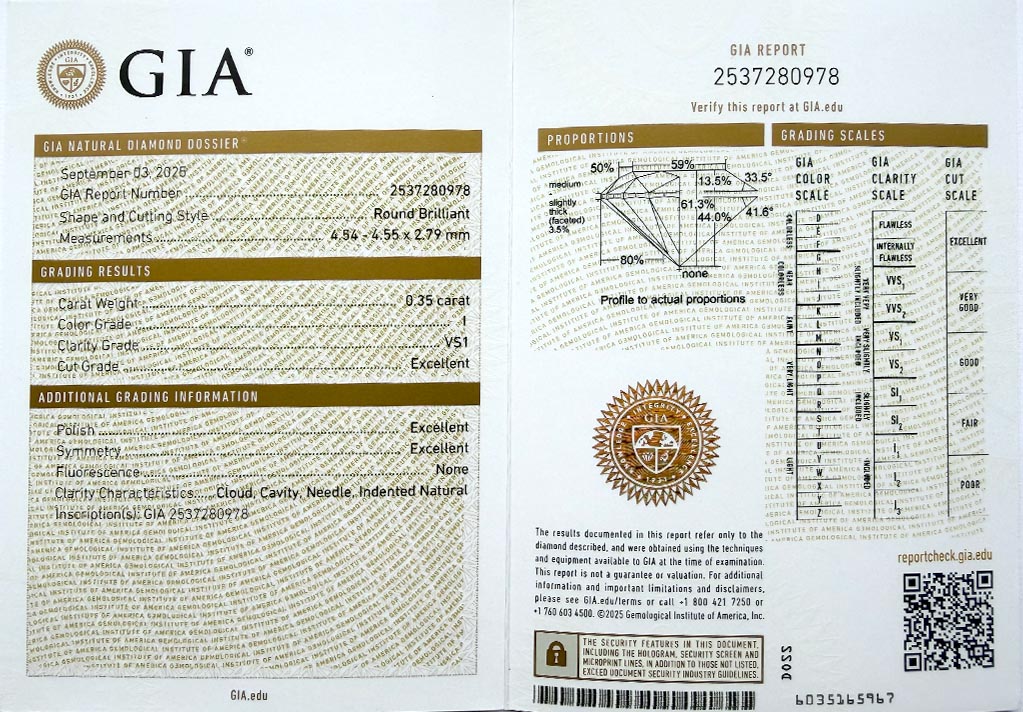 GIA®
GIA NATURAL DIAMOND DOSSIER®
September 03, 2025
GIA Report Number 2537280978
Shape and Cutting Style Round Brilliant
Measurements 4.54 - 4.55 x 2.79 mm
GRADING RESULTS
Carat Weight 0.35 carat
Color Grade I
Clarity Grade VS1
Cut Grade Excellent
ADDITIONAL GRADING INFORMATION
Polish Excellent
Symmetry Excellent
Fluorescence None
Clarity Characteristics Cloud, Cavity, Needle, Indented Natural
Inscription(s): GIA 2537280978
GIA.edu
GIA REPORT
2537280978
Verify this report at GIA.edu
PROPORTIONS
50%
59%
13.5%
33.5°
medium
-
slightly
thick
(faceted)
3.5%
61.3%
44.0%
41.6°
80%
none
Profile to actual proportions
GRADING SCALES
GIA
COLOR
SCALE
COLORLESS
D
E
F
NEAR COLORLESS
G
H
I
J
FAINT
K
L
M
VERY LIGHT
N
O
P
Q
R
LIGHT
S
T
U
V
W
X
Y
Z
GIA
CLARITY
SCALE
FLAWLESS
INTERNALLY
FLAWLESS
VERY VERY
SLIGHTLY INCLUDED
VVS1
VVS2
VERY SLIGHTLY
INCLUDED
VS1
VS2
SLIGHTLY
INCLUDED
SI1
SI2
INCLUDED
I1
I2
I3
GIA
CUT
SCALE
EXCELLENT
VERY
GOOD
GOOD
FAIR
POOR
GIA
The results documented in this report refer only to the
diamond described, and were obtained using the techniques
and equipment available to GIA at the time of examination.
This report is not a guarantee or valuation. For additional
information and important limitations and disclaimers,
please see GIA.edu/terms or call +1 800 421 7250 or
+1 760 603 4500. ©2025 Gemological Institute of America, Inc.
THE SECURITY FEATURES IN THIS DOCUMENT,
INCLUDING THE HOLOGRAM, SECURITY SCREEN AND
MICROPRINT LINES, IN ADDITION TO THOSE NOT LISTED,
EXCEED DOCUMENT SECURITY INDUSTRY GUIDELINES.
reportcheck.gia.edu
D022
6035165967